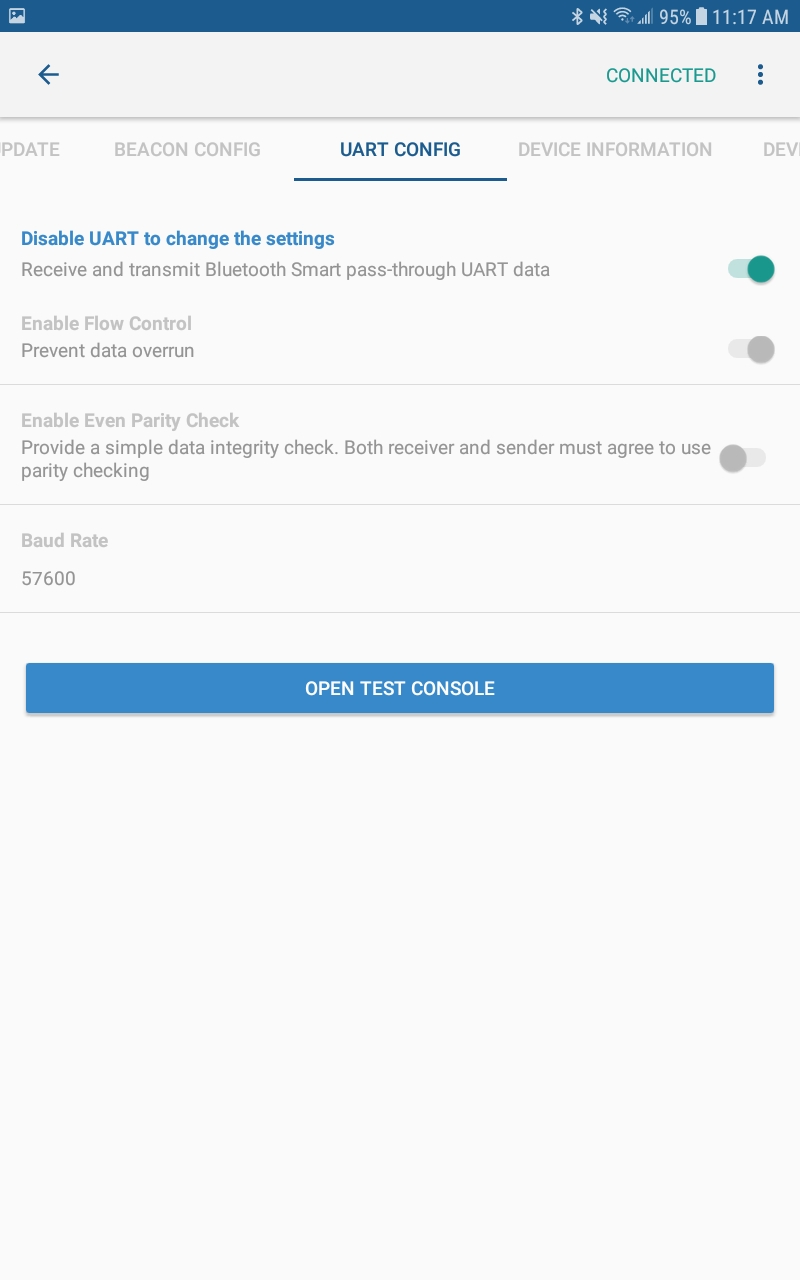 95% 11:17 AM
CONNECTED
PDATE BEACON CONFIG UART CONFIG DEVICE INFORMATION DEVI
Disable UART to change the settings
Receive and transmit Bluetooth Smart pass-through UART data
Enable Flow Control
Prevent data overrun
Enable Even Parity Check
Provide a simple data integrity check. Both receiver and sender must agree to use
parity checking
Baud Rate
57600
OPEN TEST CONSOLE